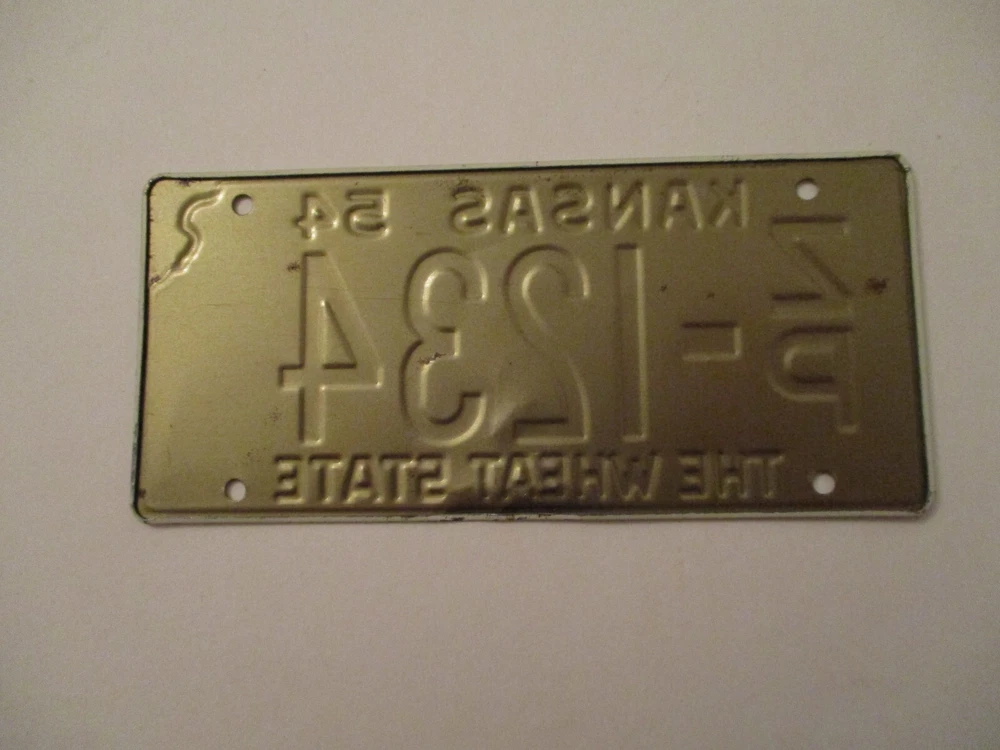 KANSAS 54
-1234
THE WHEAT STATE